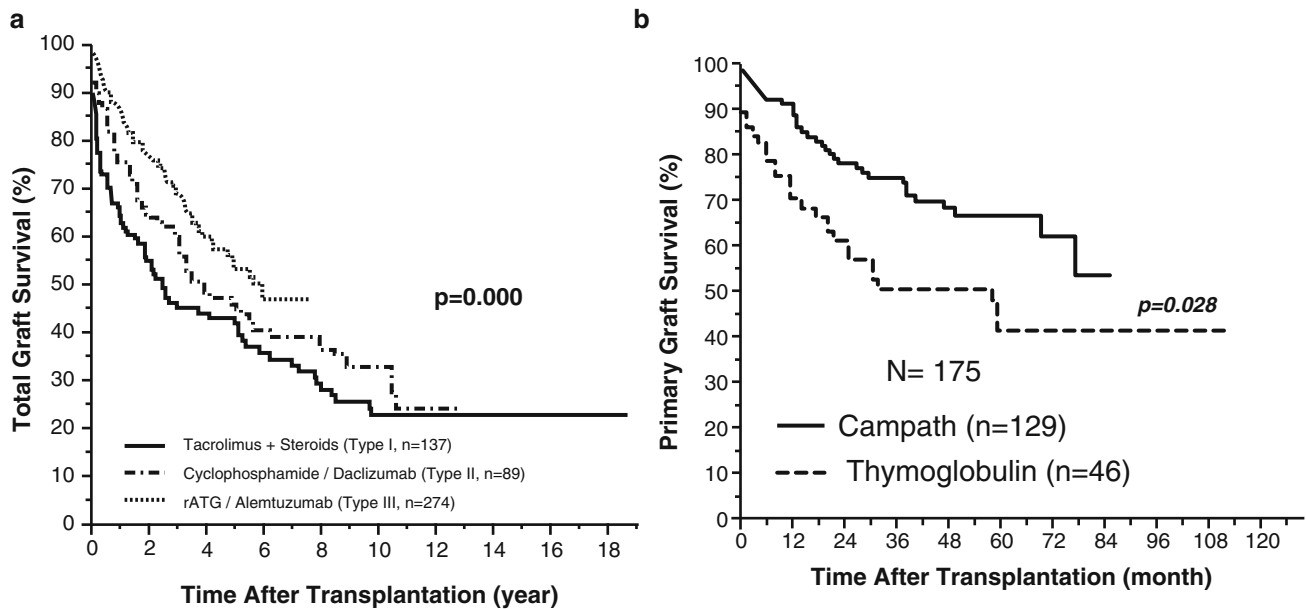 a
100
90
80
70
60
50
40
30
20
10
0
Total Graft Survival (%)
p=0.000
Tacrolimus + Steroids (Type I, n=137)
Cyclophosphamide / Daclizumab (Type II, n=89)
rATG / Alemtuzumab (Type III, n=274)
0 2 4 6 8 10 12 14 16 18
Time After Transplantation (year)
b
100
90
80
70
60
50
40
30
20
10
0
Primary Graft Survival (%)
p=0.028
N= 175
Campath (n=129)
Thymoglobulin (n=46)
0 12 24 36 48 60 72 84 96 108 120
Time After Transplantation (month)